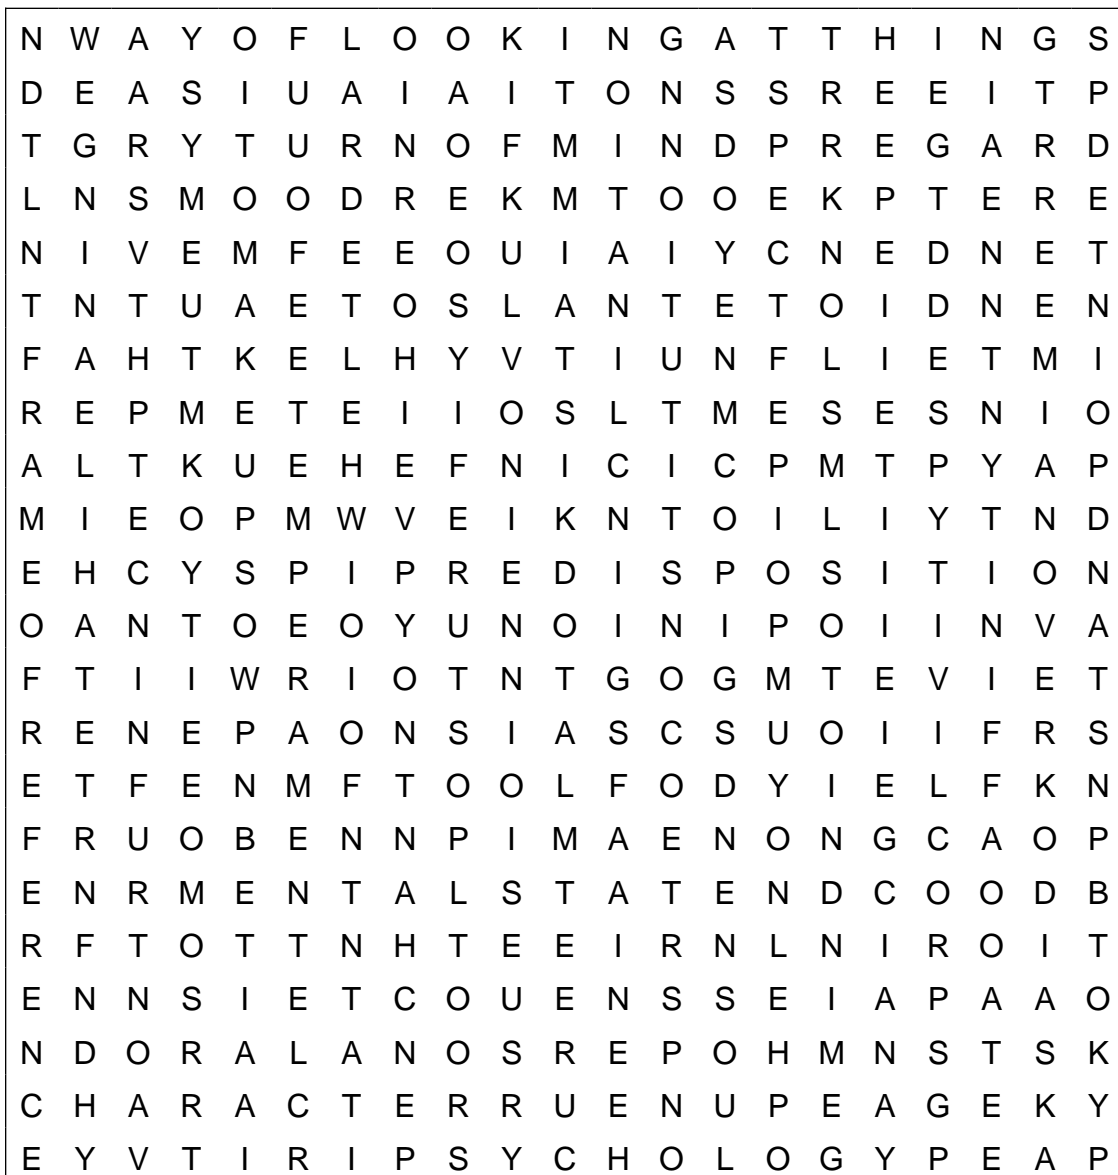 N W A Y O F L O O K I N G A T T H I N G S
D E A S I U A I A I T O N S S R E E I T P
T G R Y T U R N O F M I N D P R E G A R D
L N S M O O D R E K M T O O E K P T E R E
N I V E M F E E O U I A I Y C N E D N E T
T N T U A E T O S L A N T E T O I D N E N
F A H T K E L H Y V T I U N F L I E T M I
R E P M E T E I I O S L T M E S E S N I O
A L T K U E H E F N I C I C P M T P Y A P
M I E O P M W V E I K N T O I L I Y T N D
E H C Y S P I P R E D I S P O S I T I O N
O A N T O E O Y U N O I N I P O I I N V A
F T I I W R I O T N T G O G M T E V I E T
R E N E P A O N S I A S C S U O I I F R S
E T F E N M F T O O L F O D Y I E L F K N
F R U O B E N N P I M A E N O N G C A O P
E N R M E N T A L S T A T E N D C O O D B
R F T O T T N H T E E I R N L N I R O I T
E N N S I E T C O U E N S S E I A P A A O
N D O R A L A N O S R E P O H M N S T S K
C H A R A C T E R R U E N U P E A G E K Y
E Y V T I R I P S Y C H O L O G Y P E A P